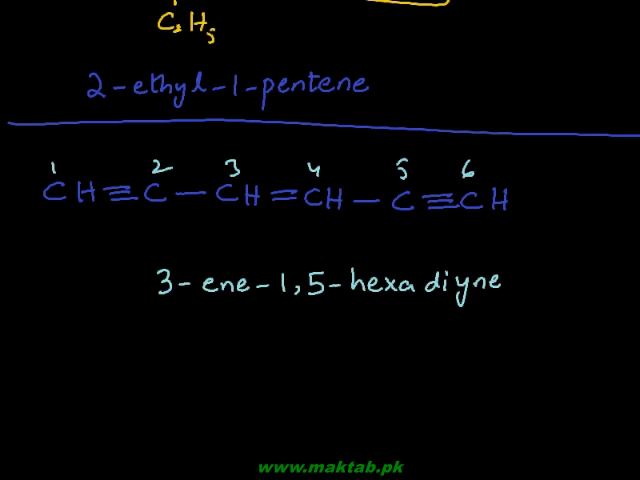 C₂H₅
2-ethyl-1-pentene
1 2 3 4 5 6
CH≡C—CH=CH—C≡CH
3-ene-1,5-hexadiyne
www.maktab.pk